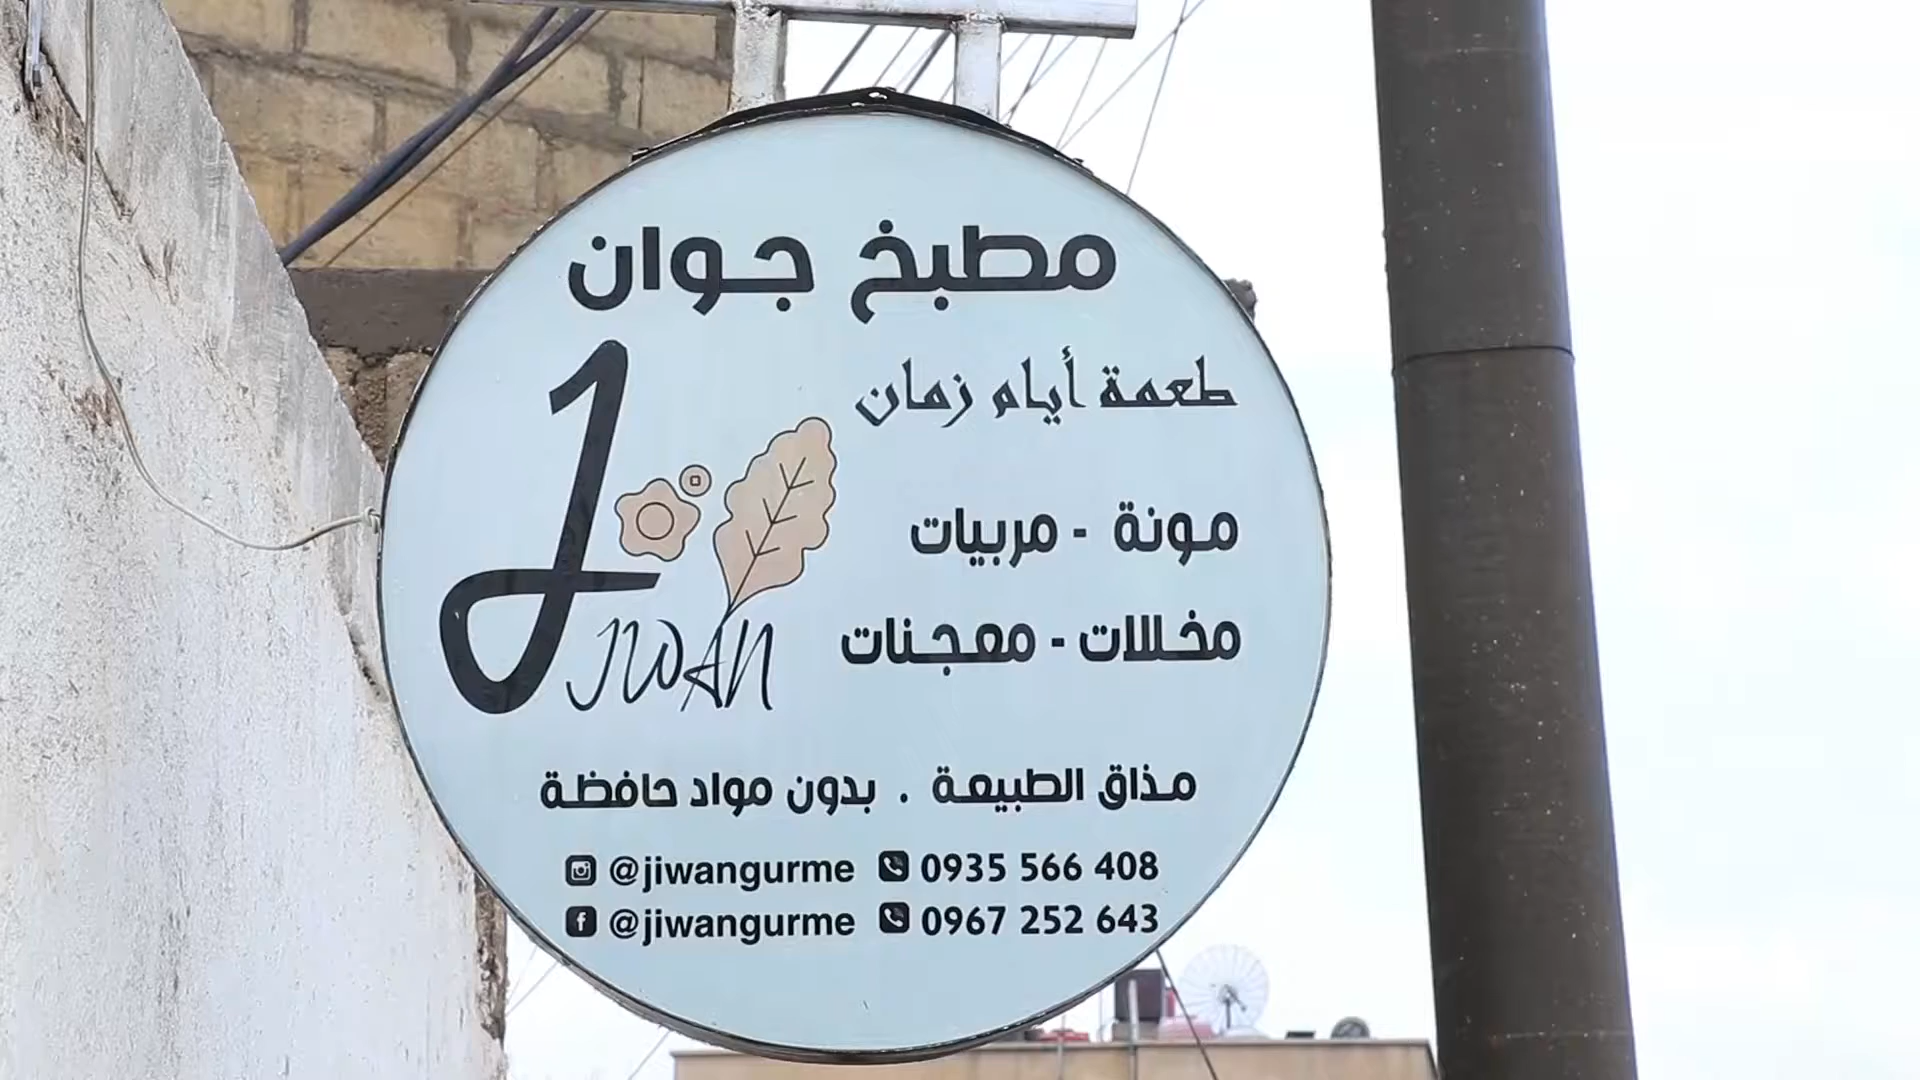 مطبخ جوان
طعمة أيام زمان
مونة - مربيات
مخللات - معجنات
J
JIWAN
مذاق الطبيعة . بدون مواد حافظة
@jiwangurme 0935 566 408
@jiwangurme 0967 252 643